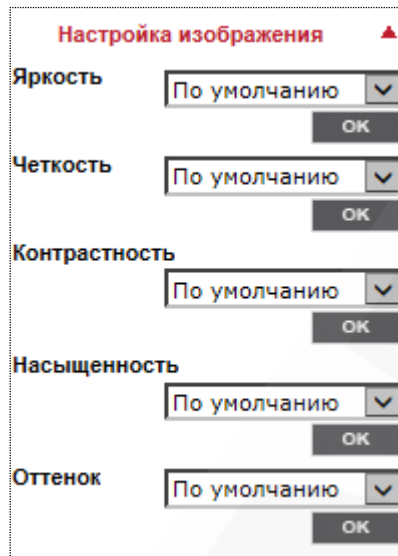 Настройка изображения
Яркость
По умолчанию
OK
Четкость
По умолчанию
OK
Контрастность
По умолчанию
OK
Насыщенность
По умолчанию
OK
Оттенок
По умолчанию
OK